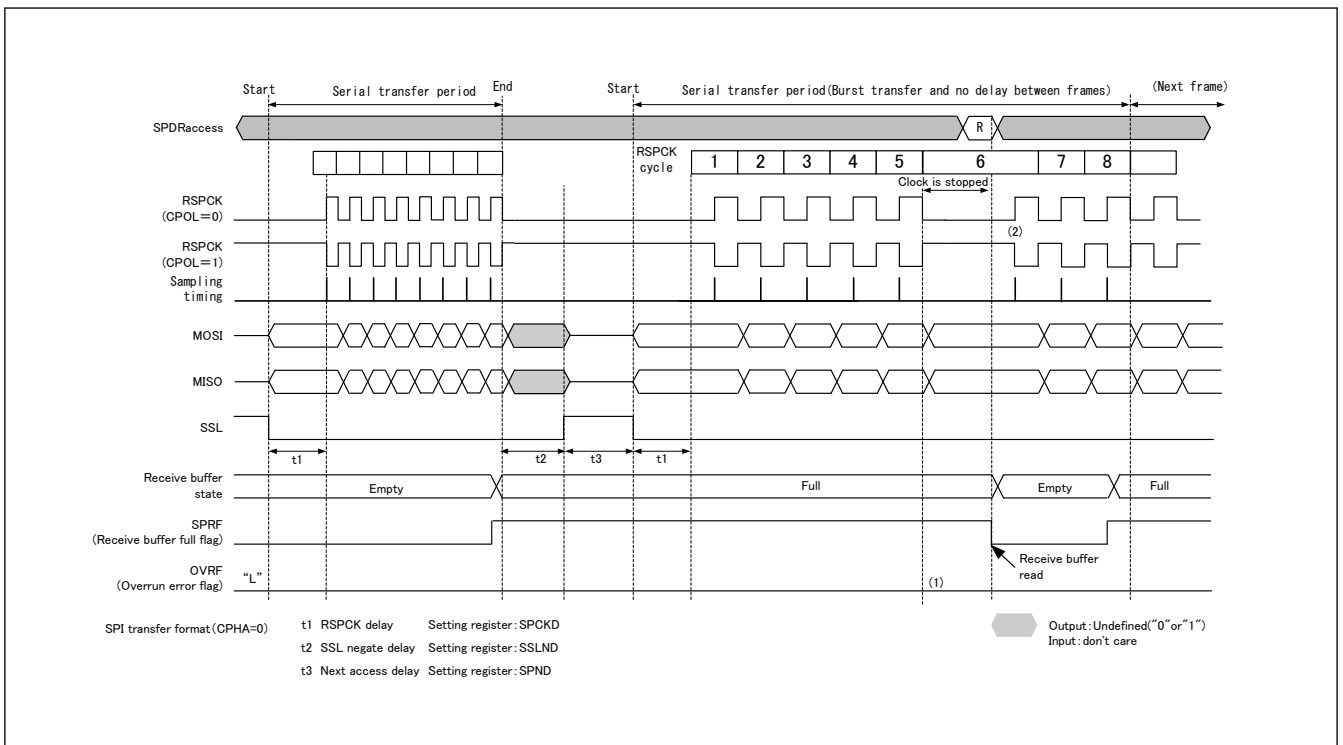 Start
Serial transfer period
End
Start
Serial transfer period(Burst transfer and no delay between frames)
(Next frame)
SPDRaccess
R
RSPCK
cycle
1 2 3 4 5 6 7 8
Clock is stopped
RSPCK
(CPOL=0)
(2)
RSPCK
(CPOL=1)
Sampling
timing
MOSI
MISO
SSL
t1
t2
t3
t1
Receive buffer
state
Empty
Full
Empty
Full
SPRF
(Receive buffer full flag)
Receive buffer
read
OVRF
(Overrun error flag)
“L”
(1)
SPI transfer format(CPHA=0)
t1 RSPCK delay Setting register:SPCKD
t2 SSL negate delay Setting register:SSLND
t3 Next access delay Setting register:SPND
Output:Undefined("0"or"1")
Input:don't care